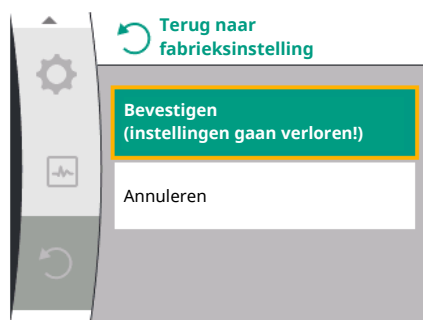 Terug naar
fabrieksinstelling
Bevestigen
(instellingen gaan verloren!)
Annuleren